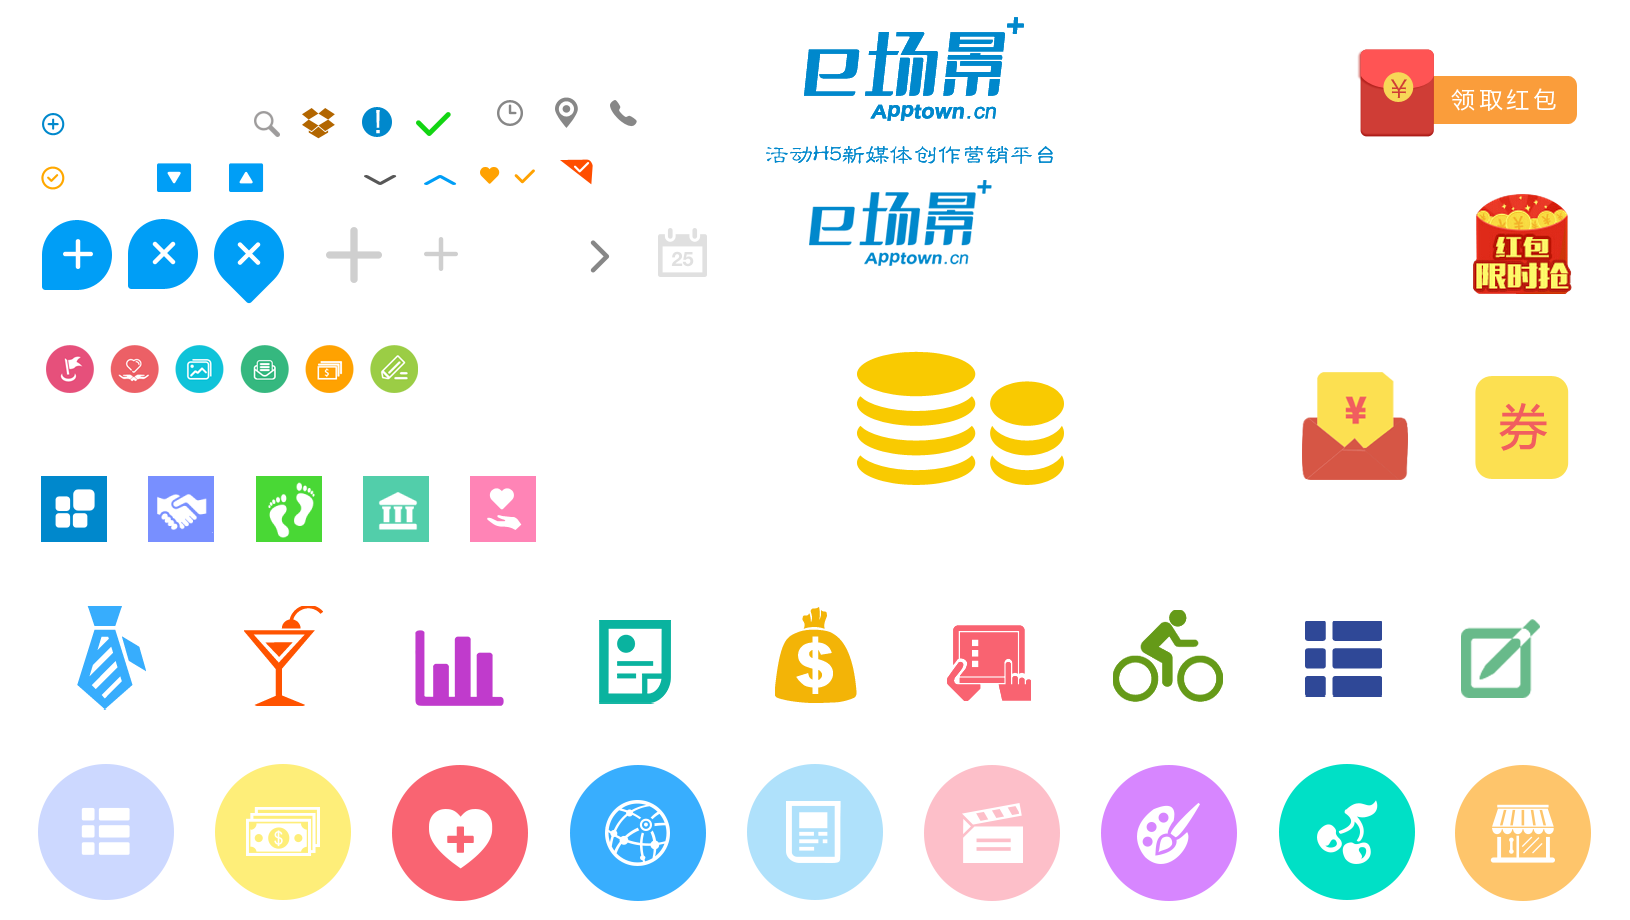 e场景+
Apptown.cn
活动H5新媒体创作营销平台
e场景+
Apptown.cn
¥
领取红包
红包
限时抢
25
¥
券
$
$
$